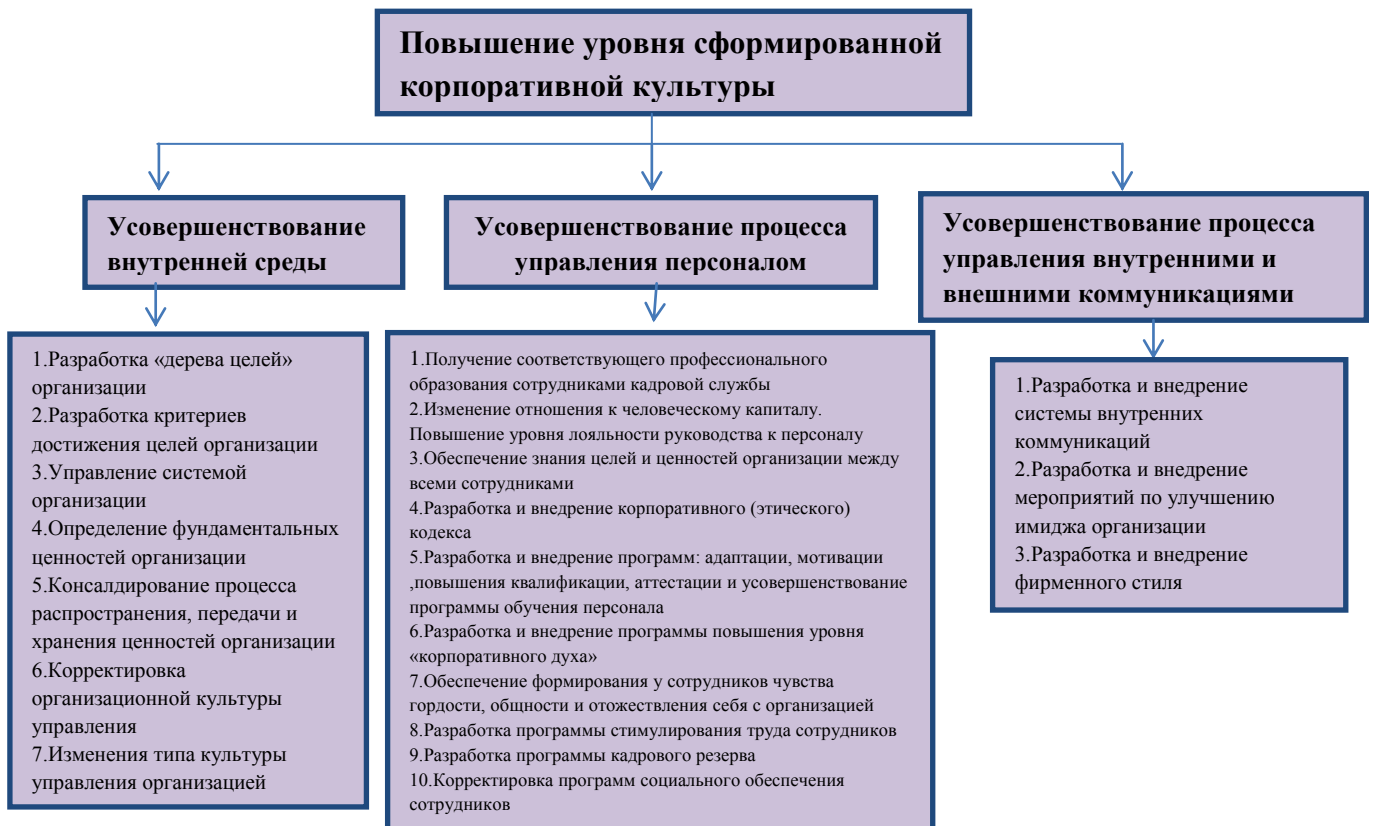 Повышение уровня сформированной
корпоративной культуры
Усовершенствование
внутренней среды
Усовершенствование процесса
управления персоналом
Усовершенствование процесса
управления внутренними и
внешними коммуникациями
1.Разработка «дерева целей»
организации
2.Разработка критериев
достижения целей организации
3.Управление системой
организации
4.Определение фундаментальных
ценностей организации
5.Консалдирование процесса
распространения, передачи и
хранения ценностей организации
6.Корректировка
организационной культуры
управления
7.Изменения типа культуры
управления организацией
1.Получение соответствующего профессионального
образования сотрудниками кадровой службы
2.Изменение отношения к человеческому капиталу.
Повышение уровня лояльности руководства к персоналу
3.Обеспечение знания целей и ценностей организации между
всеми сотрудниками
4.Разработка и внедрение корпоративного (этического)
кодекса
5.Разработка и внедрение программ: адаптации, мотивации
,повышения квалификации, аттестации и усовершенствование
программы обучения персонала
6.Разработка и внедрение программы повышения уровня
«корпоративного духа»
7.Обеспечение формирования у сотрудников чувства
гордости, общности и отожествления себя с организацией
8.Разработка программы стимулирования труда сотрудников
9.Разработка программы кадрового резерва
10.Корректировка программ социального обеспечения
сотрудников
1.Разработка и внедрение
системы внутренних
коммуникаций
2.Разработка и внедрение
мероприятий по улучшению
имиджа организации
3.Разработка и внедрение
фирменного стиля